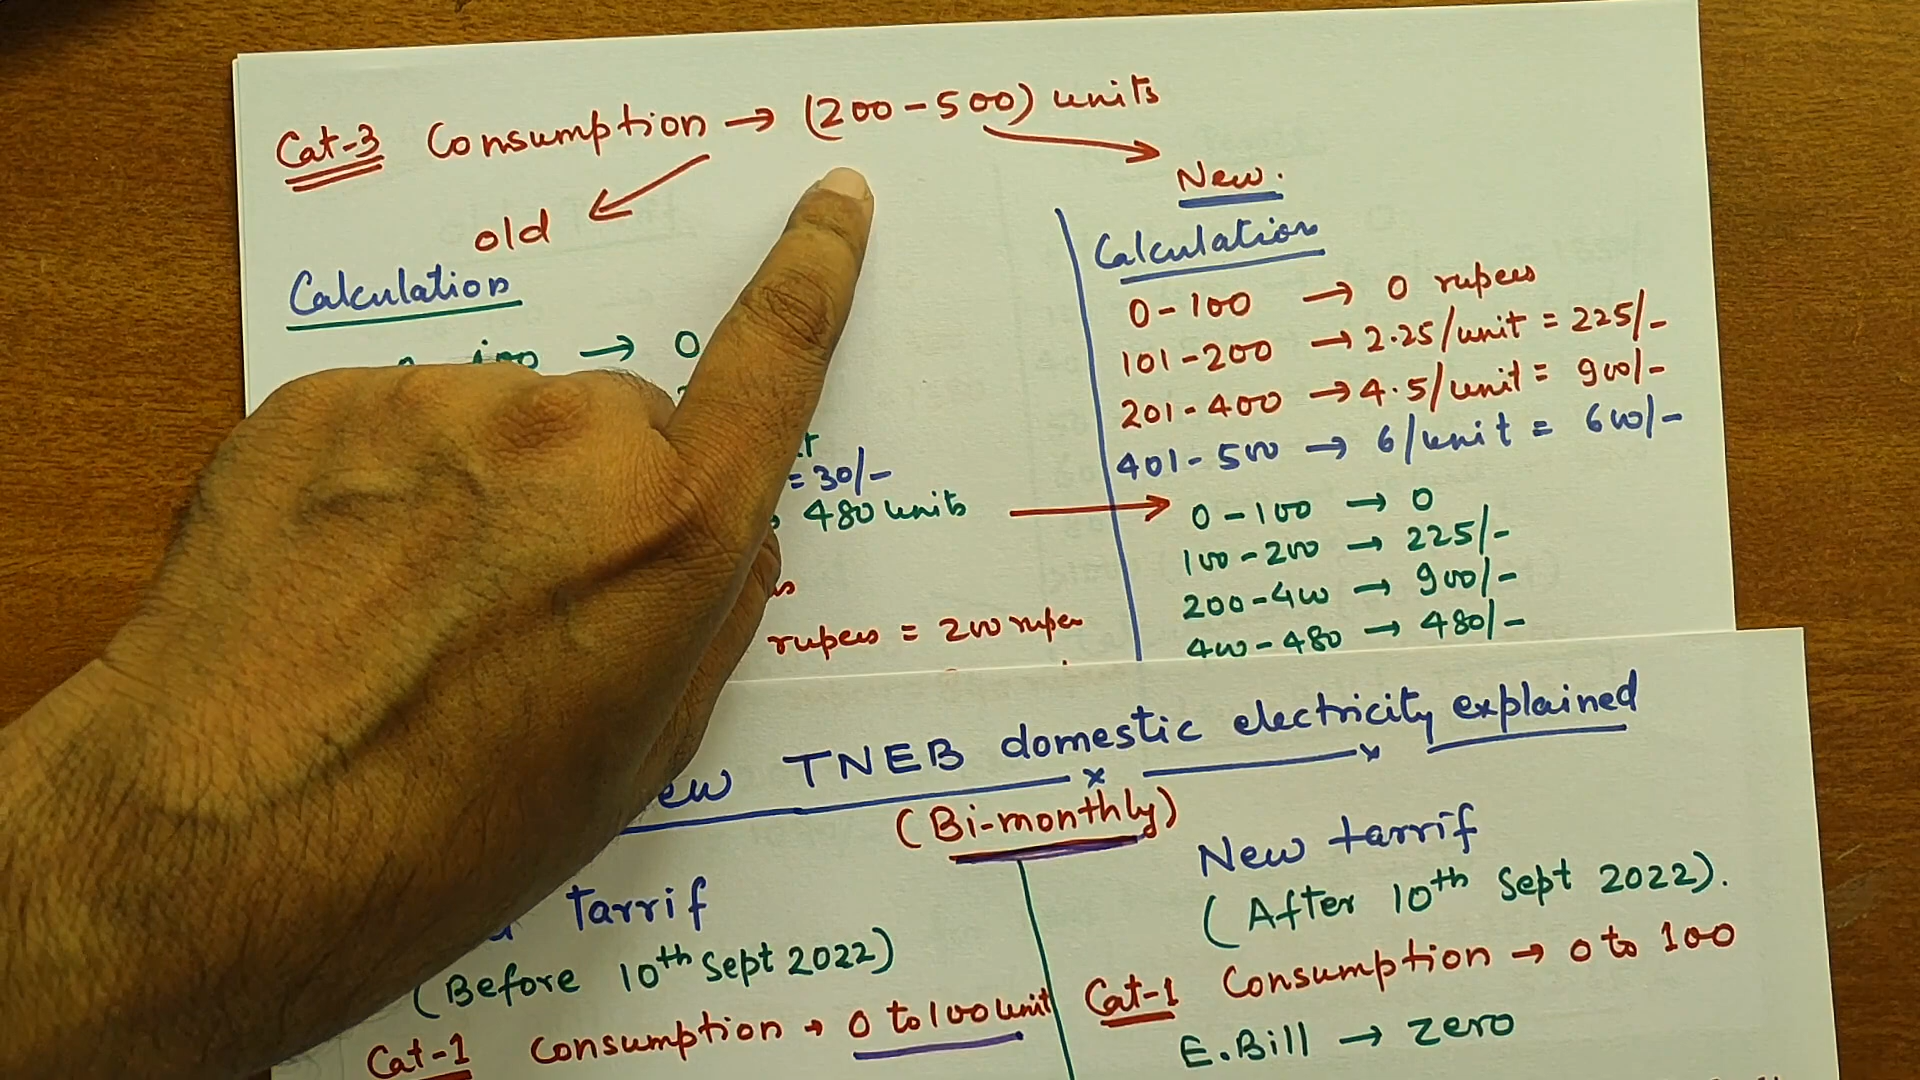 Cat-3 Consumption → (200-500) units
old
Calculation
→ 0
= 30/-
480 units
rupees = 200 rupees
New.
Calculation
0-100 → 0 rupees
101-200 → 2.25/unit = 225/-
201-400 → 4.5/unit = 900/-
401-500 → 6/unit = 600/-
0-100 → 0
100-200 → 225/-
200-400 → 900/-
400-480 → 480/-
TNEB domestic electricity explained
(Bi-monthly)
Tarrif
(Before 10th Sept 2022)
Cat-1 Consumption → 0 to 100 unit
New tarrif
(After 10th Sept 2022).
Cat-1 Consumption → 0 to 100
E.Bill → zero